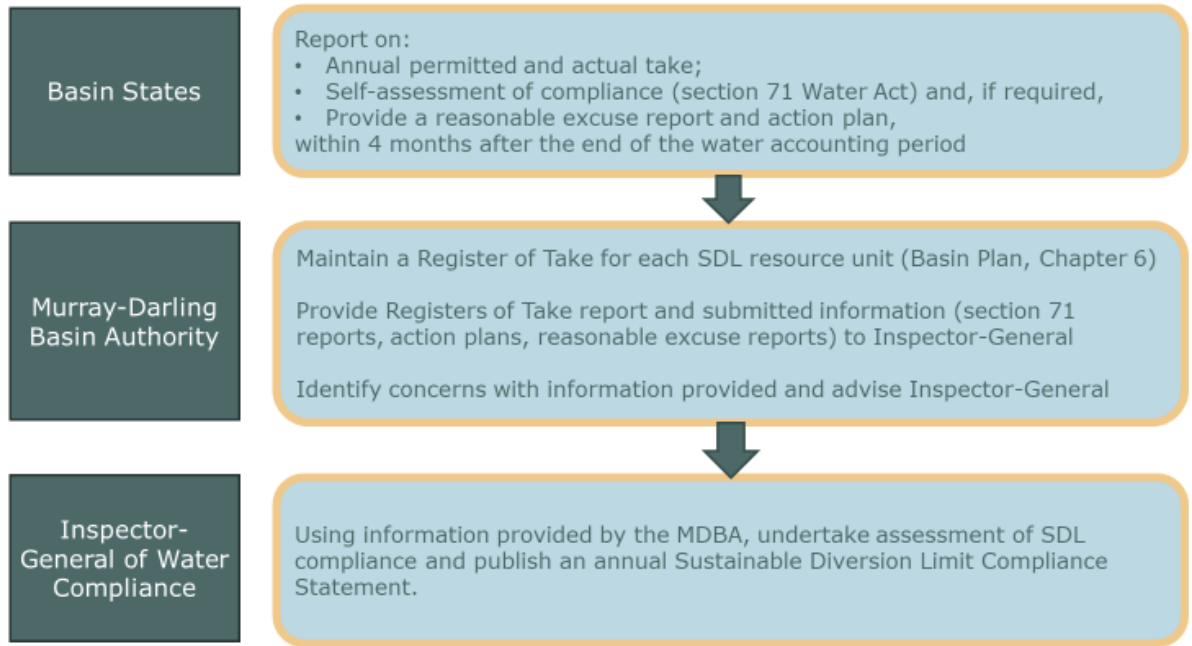 Basin States
Report on:
• Annual permitted and actual take;
• Self-assessment of compliance (section 71 Water Act) and, if required,
• Provide a reasonable excuse report and action plan,
within 4 months after the end of the water accounting period
Murray-Darling
Basin Authority
Maintain a Register of Take for each SDL resource unit (Basin Plan, Chapter 6)
Provide Registers of Take report and submitted information (section 71
reports, action plans, reasonable excuse reports) to Inspector-General
Identify concerns with information provided and advise Inspector-General
Inspector-
General of Water
Compliance
Using information provided by the MDBA, undertake assessment of SDL
compliance and publish an annual Sustainable Diversion Limit Compliance
Statement.